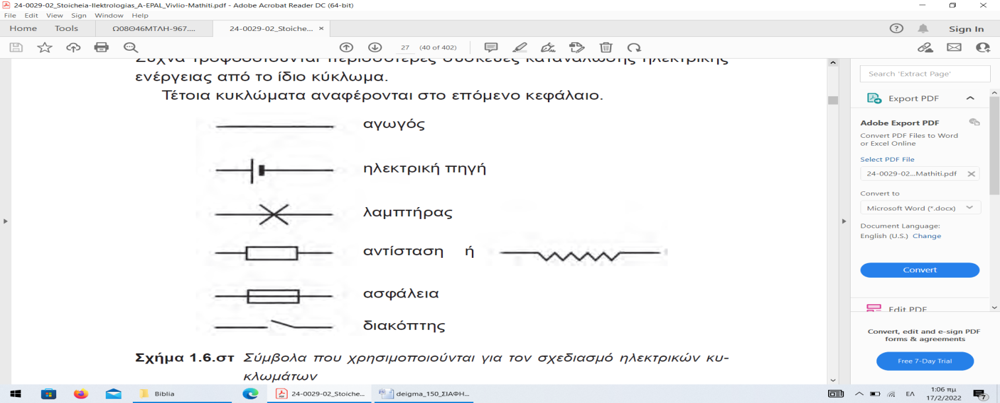 24-0029-02_Stoicheia-Ilektrologias_A-EPAL_Vivlio-Mathiti.pdf - Adobe Acrobat Reader DC (64-bit)
File Edit View Sign Window Help
Home Tools Ω08Θ46ΜΤΛΗ-967.... 24-0029-02_Stoiche... × Sign In
27 (40 of 402)
Συχνά τροφοδοτούνται περισσότερες συσκευές κατανάλωσης ηλεκτρικής
ενέργειας από το ίδιο κύκλωμα.
Τέτοια κυκλώματα αναφέρονται στο επόμενο κεφάλαιο.
αγωγός
ηλεκτρική πηγή
λαμπτήρας
αντίσταση ή
ασφάλεια
διακόπτης
Σχήμα 1.6.στ Σύμβολα που χρησιμοποιούνται για τον σχεδιασμό ηλεκτρικών κυ-
κλωμάτων
Search 'Extract Page'
Export PDF
Adobe Export PDF
Convert PDF Files to Word
or Excel Online
Select PDF File
24-0029-02...Mathiti.pdf
Convert to
Microsoft Word (*.docx)
Document Language:
English (U.S.) Change
Convert
Edit PDF
Convert, edit and e-sign PDF
forms & agreements
Free 7-Day Trial
Biblia 24-0029-02_Stoiche... deigma_150_ΣΙΑΦΗ... ΕΛ 1:06 πμ
17/2/2022 7